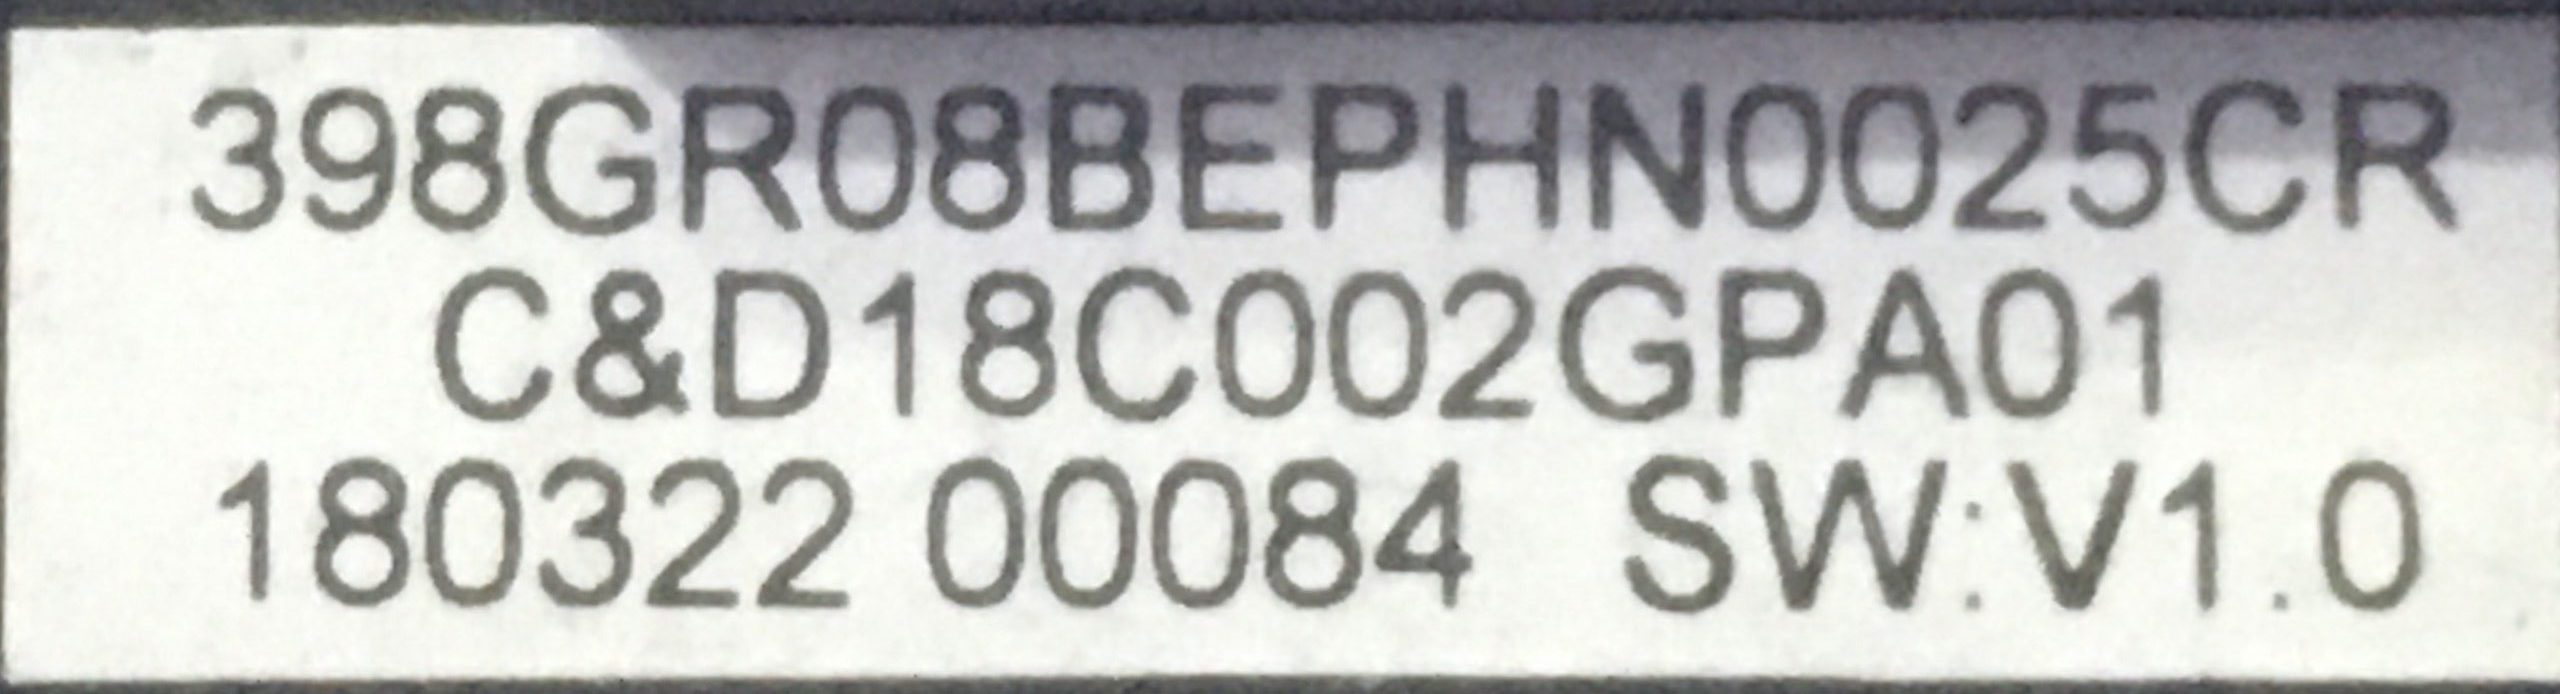 398GR08BEPHN0025CR
C&D18C002GPA01
180322 00084 SW:V1.0